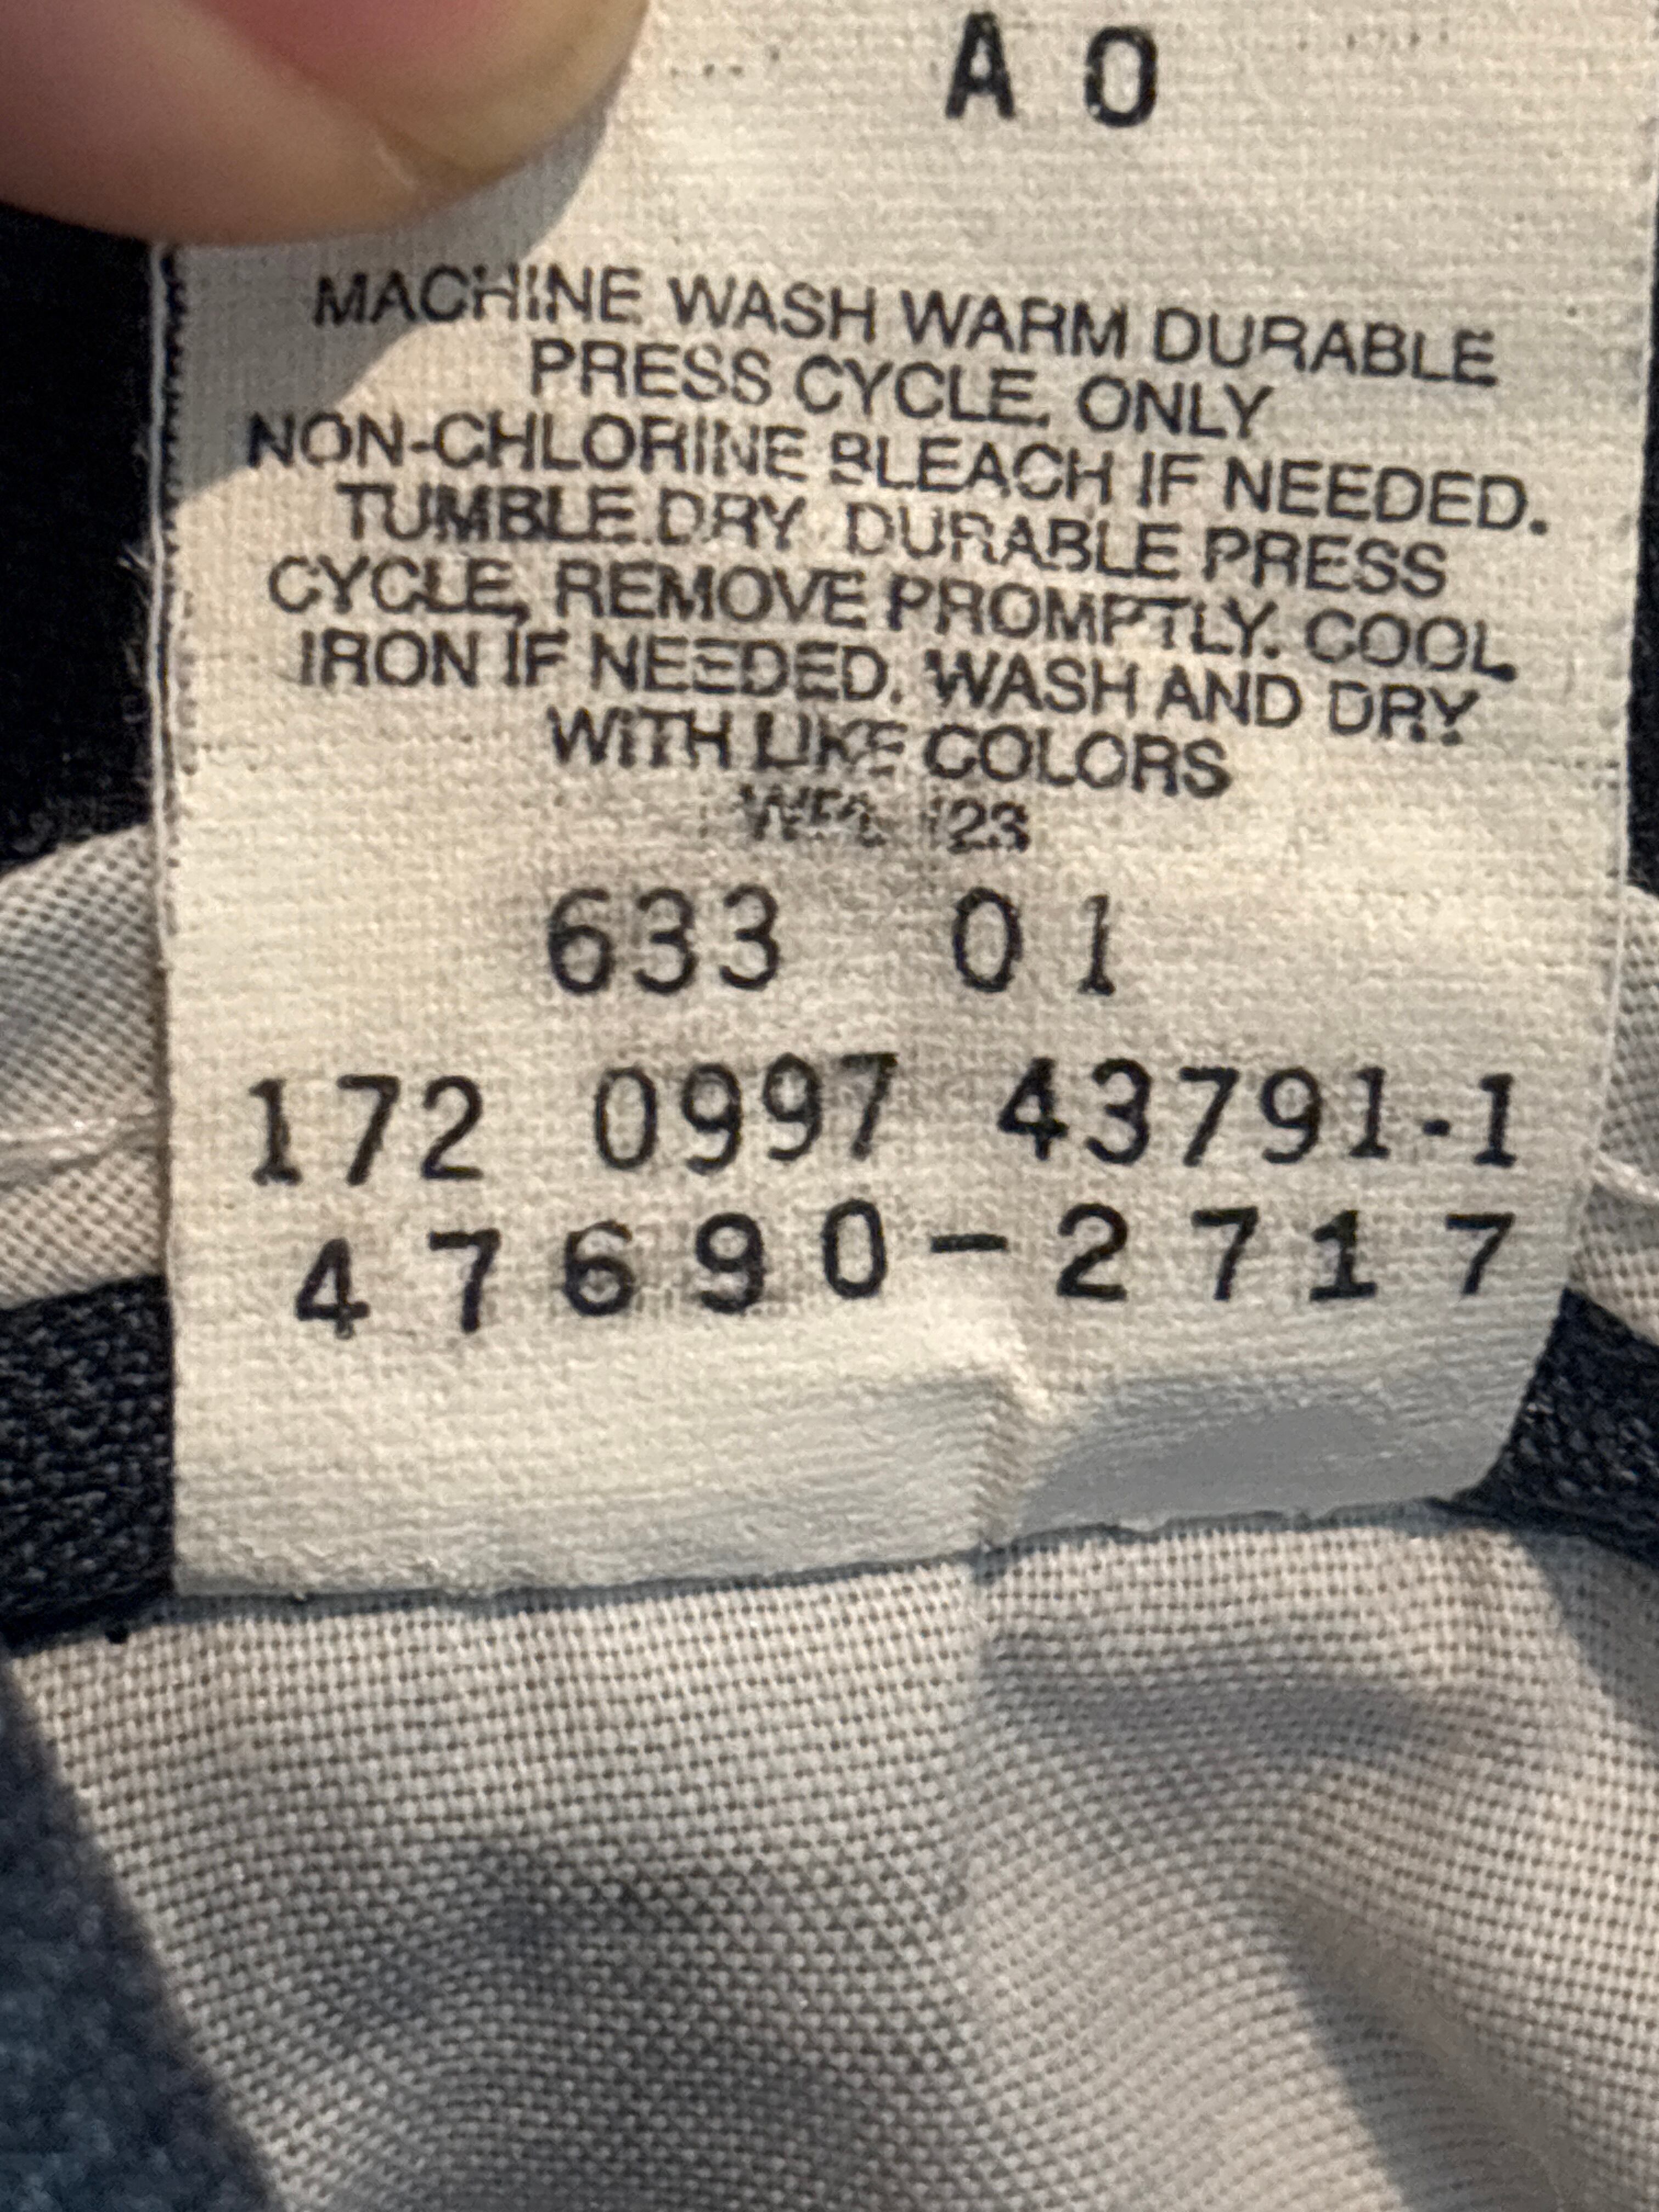 A 0
MACHINE WASH WARM DURABLE
PRESS CYCLE. ONLY
NON-CHLORINE BLEACH IF NEEDED.
TUMBLE DRY DURABLE PRESS
CYCLE, REMOVE PROMPTLY. COOL
IRON IF NEEDED. WASH AND DRY
WITH LIKE COLORS
633 01
172 0997 43791-1
47690-2717